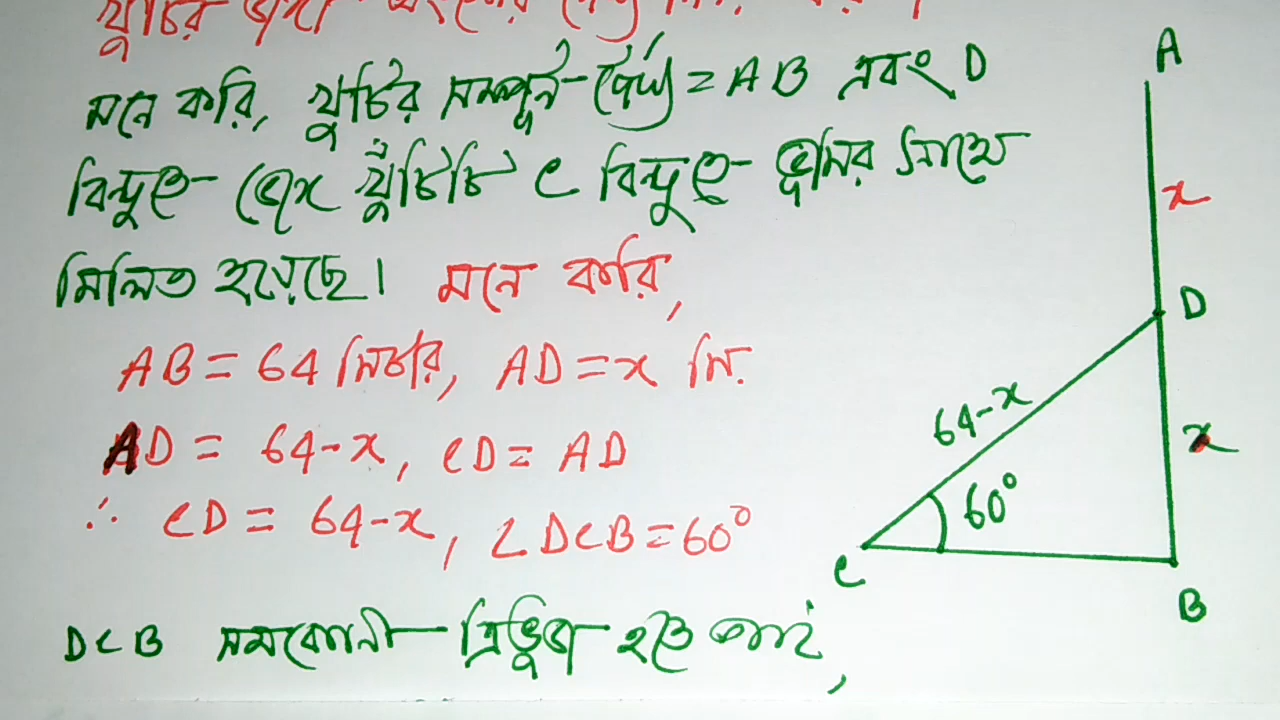 মনে করি, খুটির সম্পূর্ন দৈর্ঘ্য = AB এবং D
বিন্দুতে ভেঙ্গে খুঁটিটি C বিন্দুতে ভূমির সাথে
মিলিত হয়েছে। মনে করি,
AB = 64 মিটার, AD = x মি.
AD = 64-x, CD = AD
∴ CD = 64-x, ∠DCB = 60°
DCB সমকোনী ত্রিভুজ হতে পাই,
A
x
D
64-x
x
60°
C
B